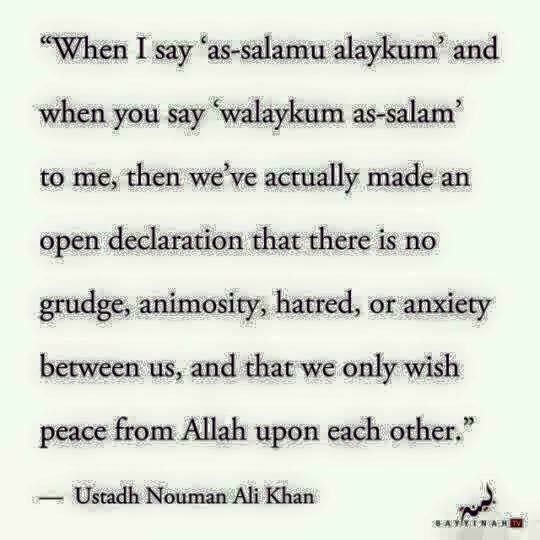 “When I say ‘as-salamu alaykum’ and
when you say ‘walaykum as-salam’
to me, then we’ve actually made an
open declaration that there is no
grudge, animosity, hatred, or anxiety
between us, and that we only wish
peace from Allah upon each other.”
— Ustadh Nouman Ali Khan
BAYYINAH TV